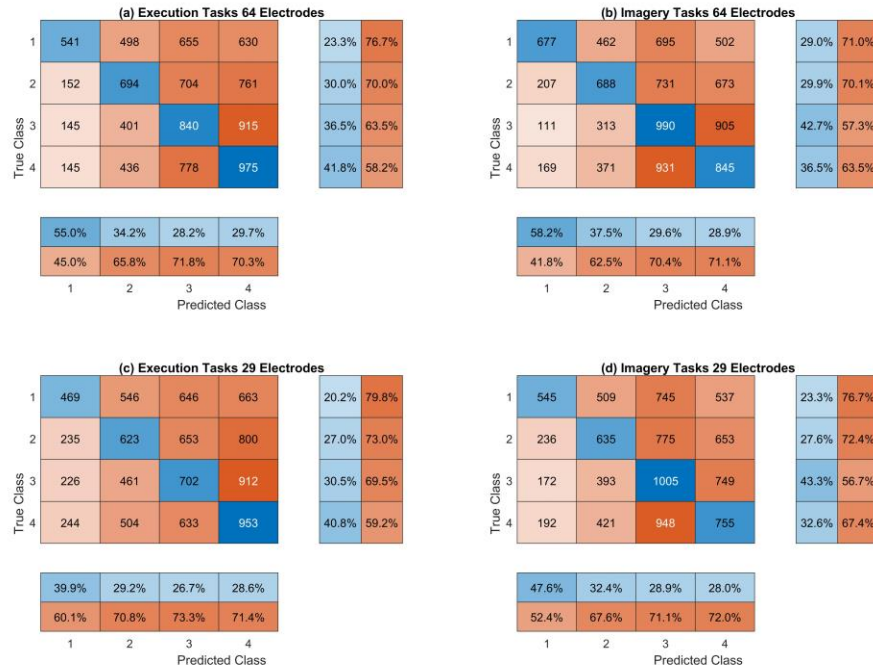 (a) Execution Tasks 64 Electrodes
True Class
1 541 498 655 630 23.3% 76.7%
2 152 694 704 761 30.0% 70.0%
3 145 401 840 915 36.5% 63.5%
4 145 436 778 975 41.8% 58.2%
55.0% 34.2% 28.2% 29.7%
45.0% 65.8% 71.8% 70.3%
1 2 3 4
Predicted Class
(b) Imagery Tasks 64 Electrodes
True Class
1 677 462 695 502 29.0% 71.0%
2 207 688 731 673 29.9% 70.1%
3 111 313 990 905 42.7% 57.3%
4 169 371 931 845 36.5% 63.5%
58.2% 37.5% 29.6% 28.9%
41.8% 62.5% 70.4% 71.1%
1 2 3 4
Predicted Class
(c) Execution Tasks 29 Electrodes
True Class
1 469 546 646 663 20.2% 79.8%
2 235 623 653 800 27.0% 73.0%
3 226 461 702 912 30.5% 69.5%
4 244 504 633 953 40.8% 59.2%
39.9% 29.2% 26.7% 28.6%
60.1% 70.8% 73.3% 71.4%
1 2 3 4
Predicted Class
(d) Imagery Tasks 29 Electrodes
True Class
1 545 509 745 537 23.3% 76.7%
2 236 635 775 653 27.6% 72.4%
3 172 393 1005 749 43.3% 56.7%
4 192 421 948 755 32.6% 67.4%
47.6% 32.4% 28.9% 28.0%
52.4% 67.6% 71.1% 72.0%
1 2 3 4
Predicted Class